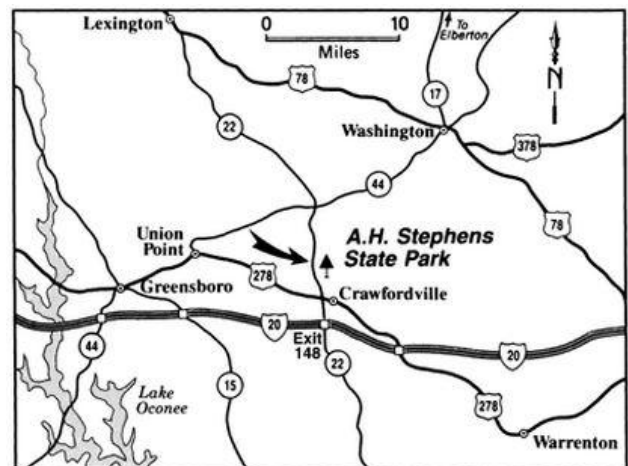 Lexington
0
10
Miles
To
Elberton
N
78
17
22
Washington
378
44
78
Union
Point
A.H. Stephens
State Park
278
Greensboro
Crawfordville
20
Exit
148
20
44
22
15
278
Lake
Oconee
Warrenton